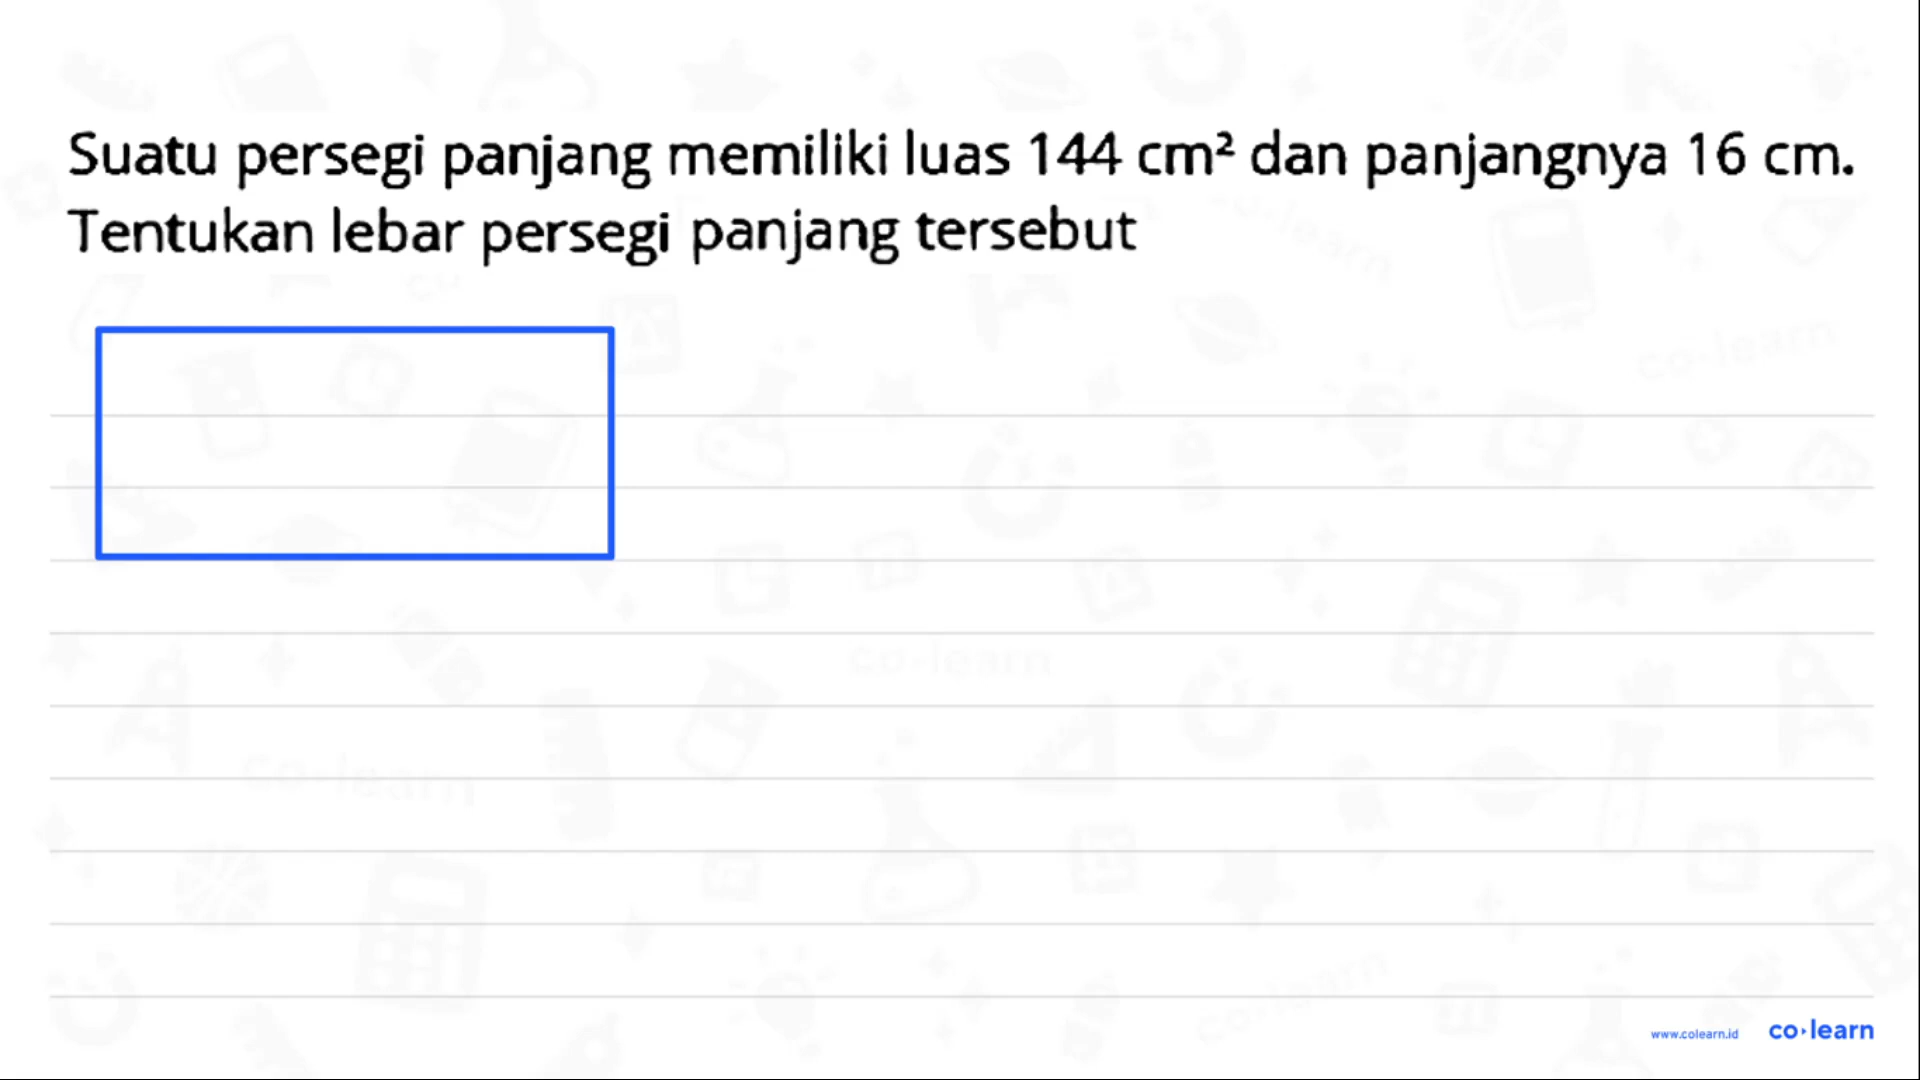 Suatu persegi panjang memiliki luas 144 cm² dan panjangnya 16 cm.
Tentukan lebar persegi panjang tersebut
www.colearn.id co·learn